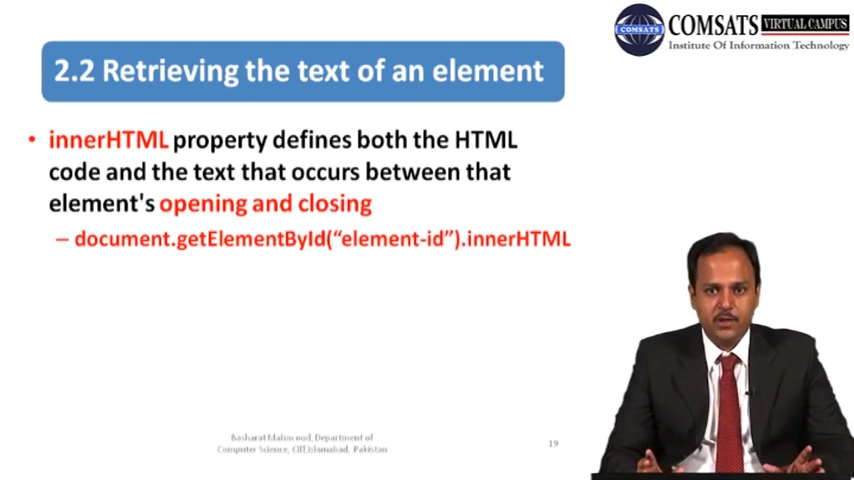 COMSATS
COMSATS VIRTUAL CAMPUS
Institute Of Information Technology
2.2 Retrieving the text of an element
• innerHTML property defines both the HTML
code and the text that occurs between that
element's opening and closing
– document.getElementById(“element-id”).innerHTML
Basharat Mahmood, Department of
Computer Science, CIIT,Islamabad, Pakistan
19